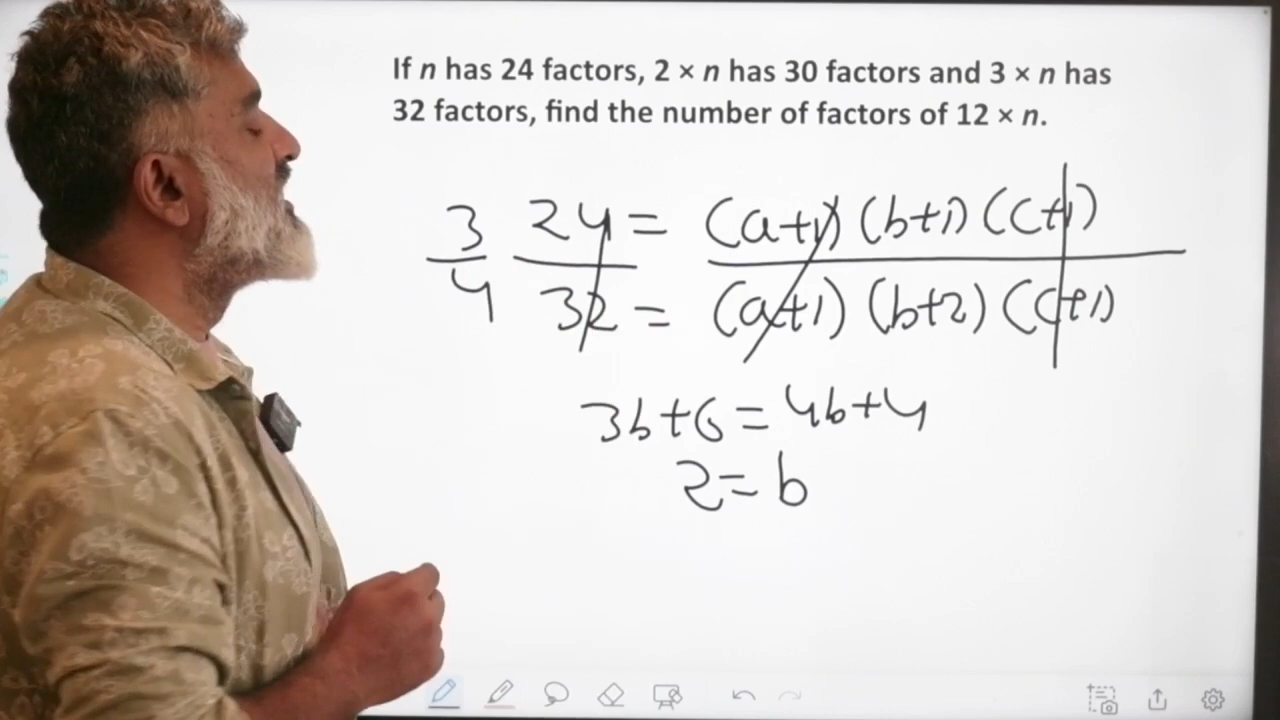 If n has 24 factors, 2 × n has 30 factors and 3 × n has
32 factors, find the number of factors of 12 × n.
3/4 24 = (a+1) (b+1) (c+1)
32 = (a+1) (b+2) (c+1)
3b+6 = 4b+4
2 = b